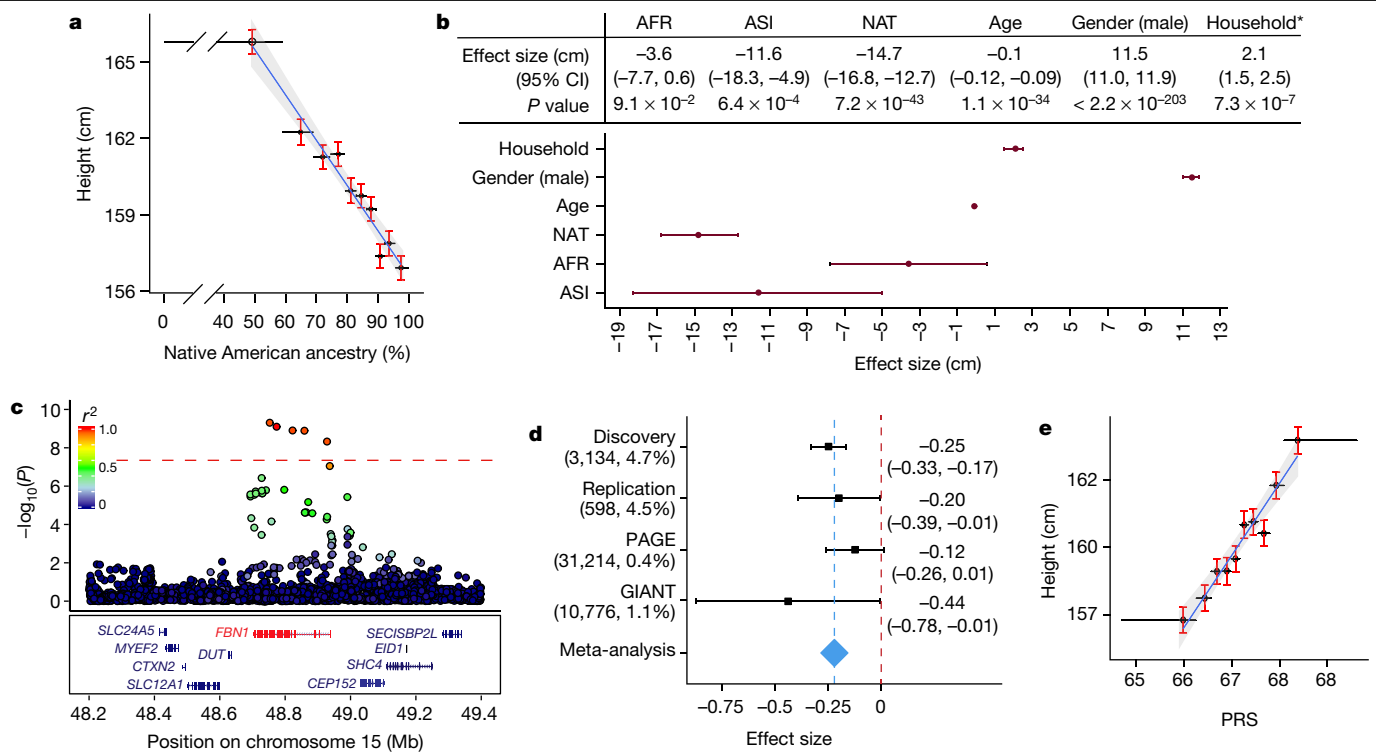 a
165
162
159
156
Height (cm)
0 40 50 60 70 80 90 100
Native American ancestry (%)
b
AFR ASI NAT Age Gender (male) Household*
Effect size (cm) −3.6 −11.6 −14.7 −0.1 11.5 2.1
(95% CI) (−7.7, 0.6) (−18.3, −4.9) (−16.8, −12.7) (−0.12, −0.09) (11.0, 11.9) (1.5, 2.5)
P value 9.1 × 10⁻² 6.4 × 10⁻⁴ 7.2 × 10⁻⁴³ 1.1 × 10⁻³⁴ < 2.2 × 10⁻²⁰³ 7.3 × 10⁻⁷
Household
Gender (male)
Age
NAT
AFR
ASI
−19 −17 −15 −13 −11 −9 −7 −5 −3 −1 1 3 5 7 9 11 13
Effect size (cm)
c
10
8
6
4
2
0
−log₁₀(P)
r²
1.0
0.5
0
SLC24A5 FBN1 SECISBP2L
MYEF2 DUT EID1
CTXN2 SHC4
SLC12A1 CEP152
48.2 48.4 48.6 48.8 49.0 49.2 49.4
Position on chromosome 15 (Mb)
d
Discovery −0.25
(3,134, 4.7%) (−0.33, −0.17)
Replication −0.20
(598, 4.5%) (−0.39, −0.01)
PAGE −0.12
(31,214, 0.4%) (−0.26, 0.01)
GIANT −0.44
(10,776, 1.1%) (−0.78, −0.01)
Meta-analysis
−0.75 −0.5 −0.25 0
Effect size
e
162
160
157
Height (cm)
65 66 67 68 68
PRS